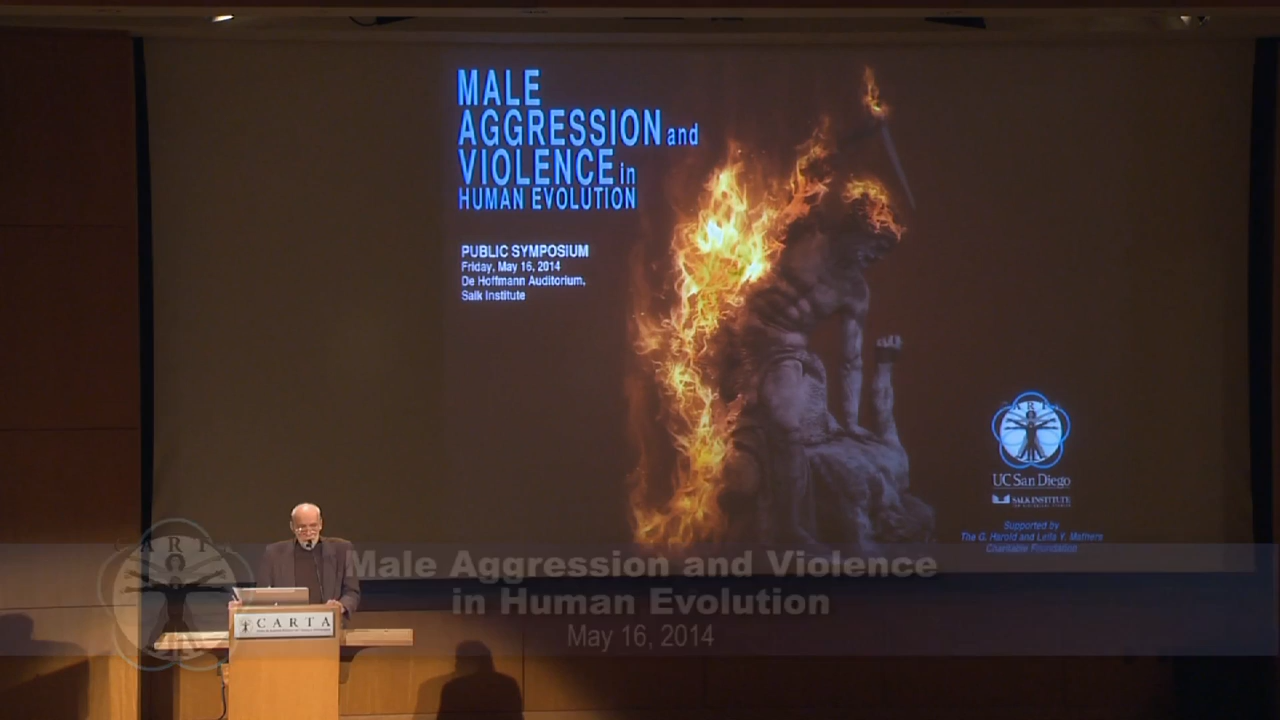 MALE
AGGRESSION and
VIOLENCE in
HUMAN EVOLUTION
PUBLIC SYMPOSIUM
Friday, May 16, 2014
De Hoffmann Auditorium,
Salk Institute
CARTA
UC San Diego
SALK INSTITUTE
Supported by
The G. Harold and Leila Y. Mathers
Charitable Foundation
CARTA
Male Aggression and Violence
in Human Evolution
May 16, 2014
CARTA